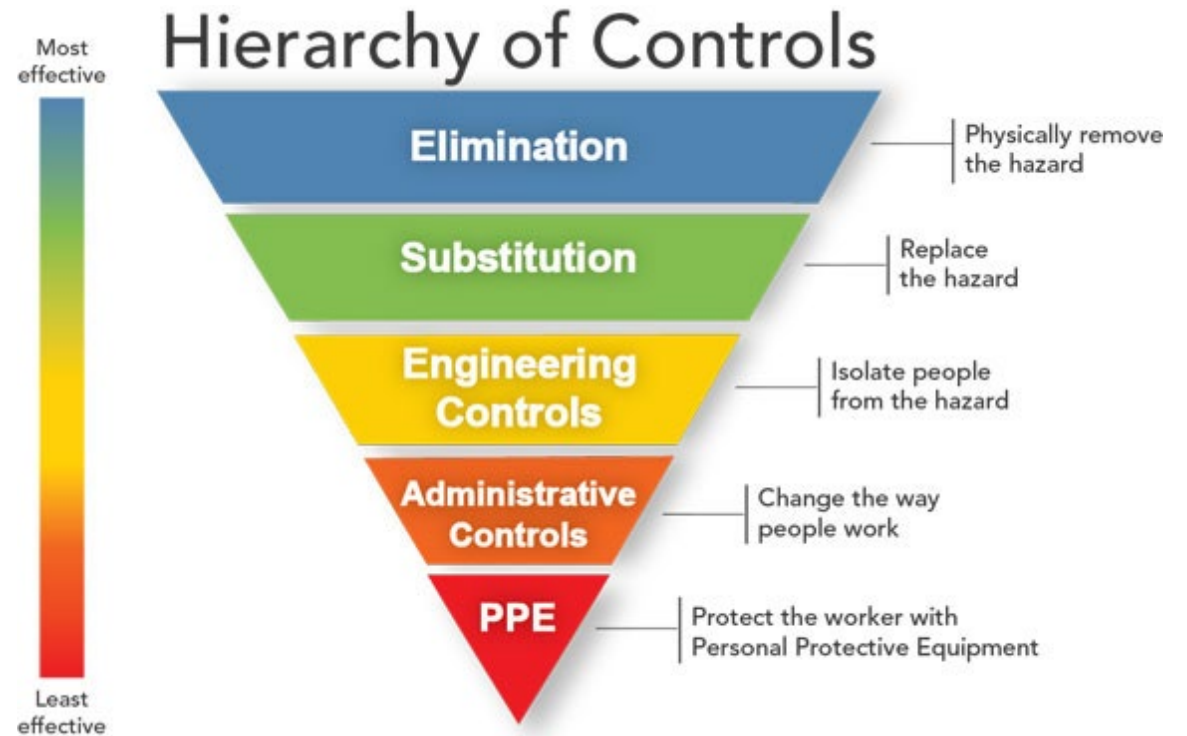 Hierarchy of Controls
Most
effective
Elimination
Physically remove
the hazard
Substitution
Replace
the hazard
Engineering
Controls
Isolate people
from the hazard
Administrative
Controls
Change the way
people work
PPE
Protect the worker with
Personal Protective Equipment
Least
effective